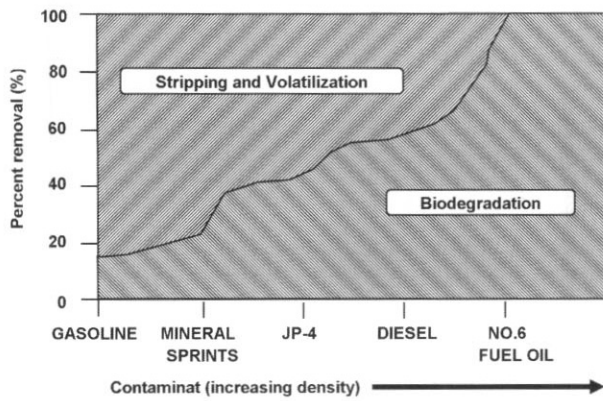 100
80
60
40
20
0
Percent removal (%)
Stripping and Volatilization
Biodegradation
GASOLINE MINERAL SPRINTS JP-4 DIESEL NO.6 FUEL OIL
Contaminat (increasing density)